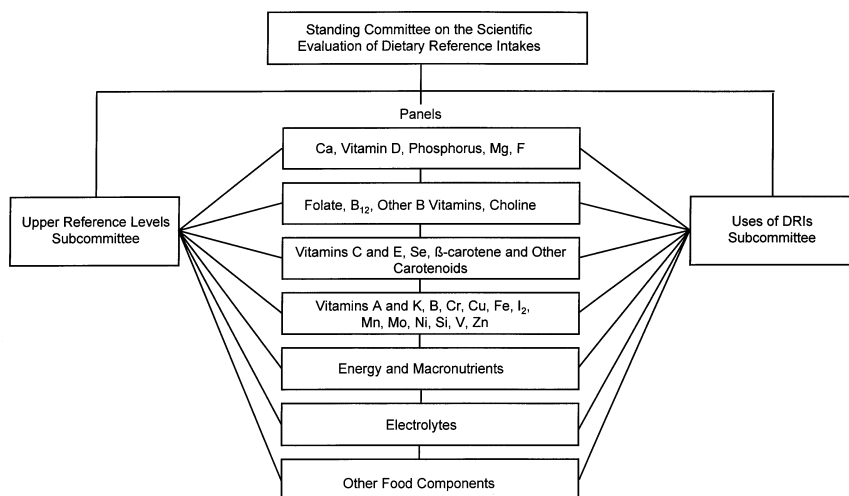 Standing Committee on the Scientific
Evaluation of Dietary Reference Intakes
Panels
Ca, Vitamin D, Phosphorus, Mg, F
Upper Reference Levels
Subcommittee
Folate, B12, Other B Vitamins, Choline
Uses of DRIs
Subcommittee
Vitamins C and E, Se, ß-carotene and Other
Carotenoids
Vitamins A and K, B, Cr, Cu, Fe, I2,
Mn, Mo, Ni, Si, V, Zn
Energy and Macronutrients
Electrolytes
Other Food Components